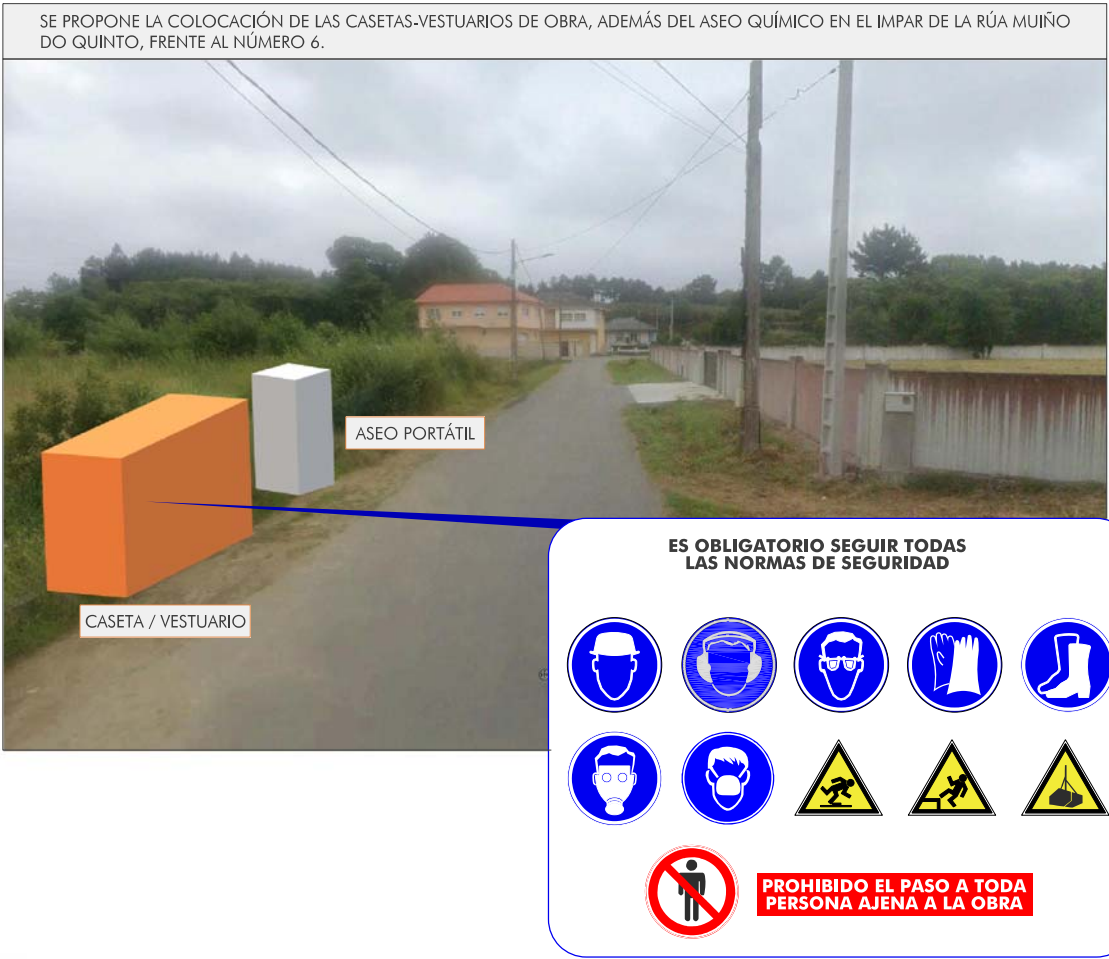 SE PROPONE LA COLOCACIÓN DE LAS CASETAS-VESTUARIOS DE OBRA, ADEMÁS DEL ASEO QUÍMICO EN EL IMPAR DE LA RÚA MUIÑO
DO QUINTO, FRENTE AL NÚMERO 6.
ASEO PORTÁTIL
CASETA / VESTUARIO
ES OBLIGATORIO SEGUIR TODAS
LAS NORMAS DE SEGURIDAD
PROHIBIDO EL PASO A TODA
PERSONA AJENA A LA OBRA